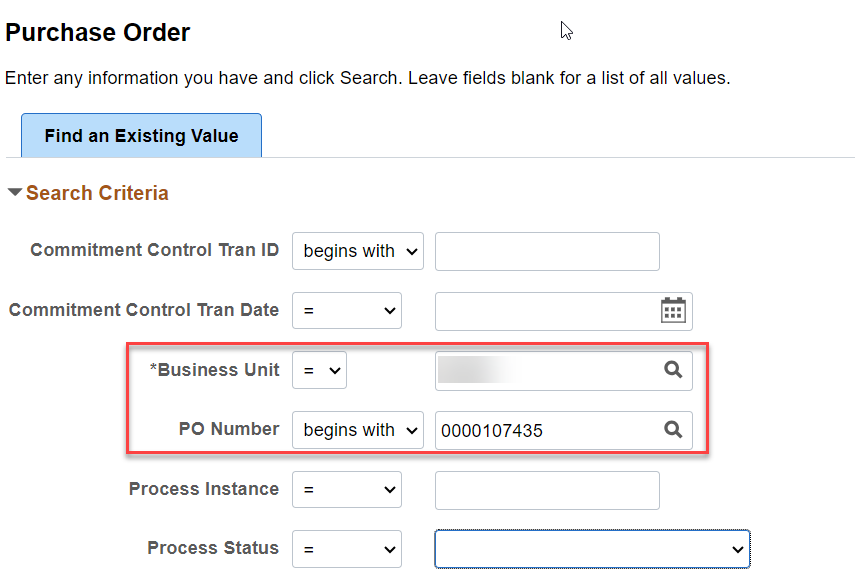 Purchase Order
Enter any information you have and click Search. Leave fields blank for a list of all values.
Find an Existing Value
Search Criteria
Commitment Control Tran ID begins with
Commitment Control Tran Date =
*Business Unit =
PO Number begins with 0000107435
Process Instance =
Process Status =